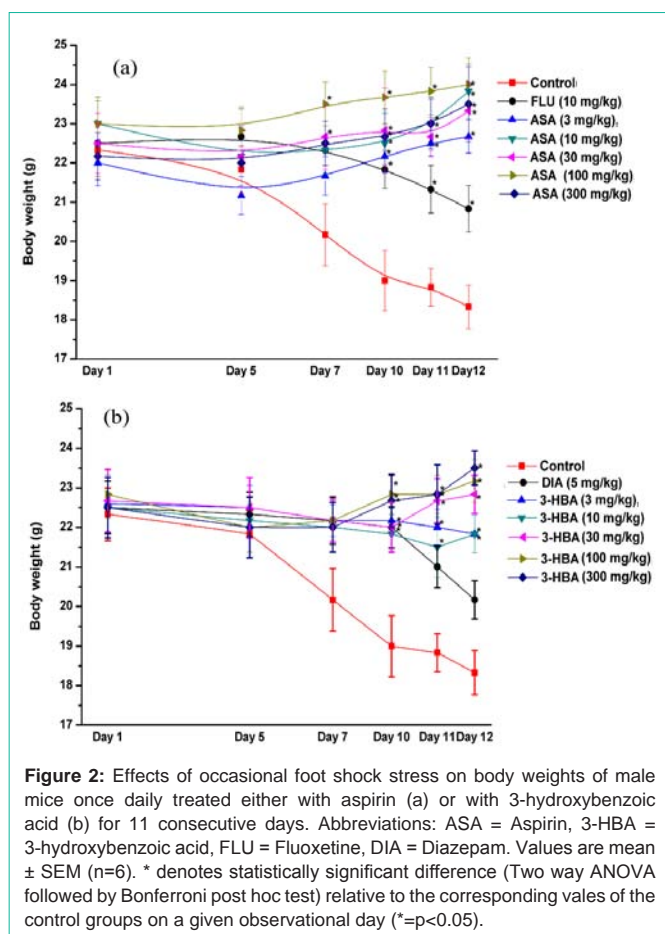 25
24
23
22
21
20
19
18
17
Body weight (g)
(a)
Control
FLU (10 mg/kg)
ASA (3 mg/kg),
ASA (10 mg/kg)
ASA (30 mg/kg)
ASA (100 mg/kg)
ASA (300 mg/kg)
Day 1
Day 5
Day 7
Day 10
Day 11
Day12
25
24
23
22
21
20
19
18
17
Body weight (g)
(b)
Control
DIA (5 mg/kg)
3-HBA (3 mg/kg),
3-HBA (10 mg/kg)
3-HBA (30 mg/kg)
3-HBA (100 mg/kg)
3-HBA (300 mg/kg)
Day 1
Day 5
Day 7
Day 10
Day 11
Day 12
Figure 2: Effects of occasional foot shock stress on body weights of male
mice once daily treated either with aspirin (a) or with 3-hydroxybenzoic
acid (b) for 11 consecutive days. Abbreviations: ASA = Aspirin, 3-HBA =
3-hydroxybenzoic acid, FLU = Fluoxetine, DIA = Diazepam. Values are mean
± SEM (n=6). * denotes statistically significant difference (Two way ANOVA
followed by Bonferroni post hoc test) relative to the corresponding vales of the
control groups on a given observational day (*=p<0.05).